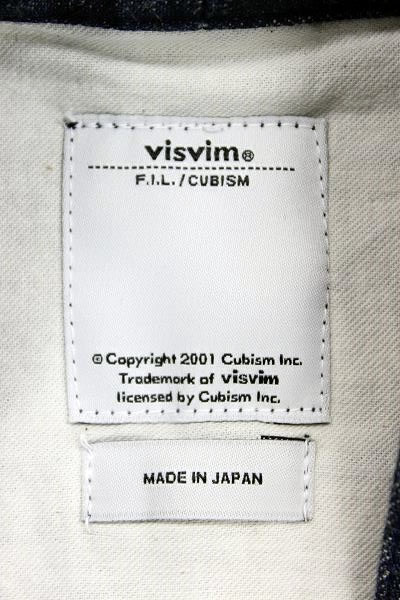 visvim®
F.I.L./CUBISM
© Copyright 2001 Cubism Inc.
Trademark of visvim
licensed by Cubism Inc.
MADE IN JAPAN